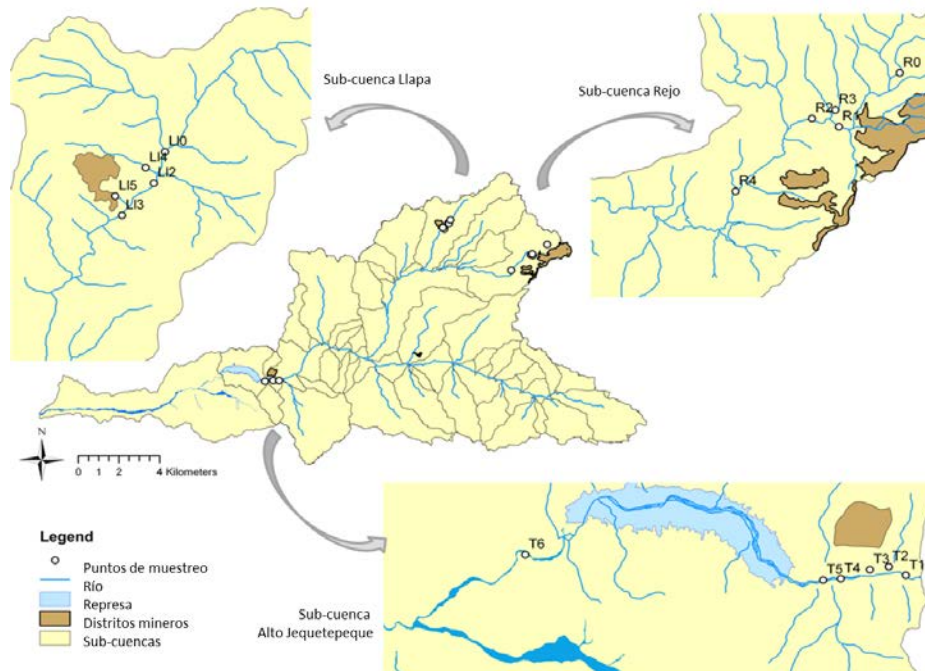 Sub-cuenca Llapa
Sub-cuenca Rejo
Ll0
Ll4
Ll2
Ll5
Ll3
R0
R3
R2
R1
R4
N
0 1 2 4 Kilometers
Legend
Puntos de muestreo
Río
Represa
Distritos mineros
Sub-cuencas
Sub-cuenca
Alto Jequetepeque
T6
T5
T4
T3
T2
T1